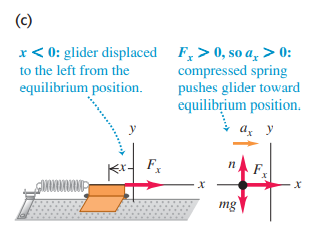 (c)
x < 0: glider displaced
to the left from the
equilibrium position.
Fx > 0, so ax > 0:
compressed spring
pushes glider toward
equilibrium position.
y
x
Fx
x
ax
y
n
Fx
x
mg